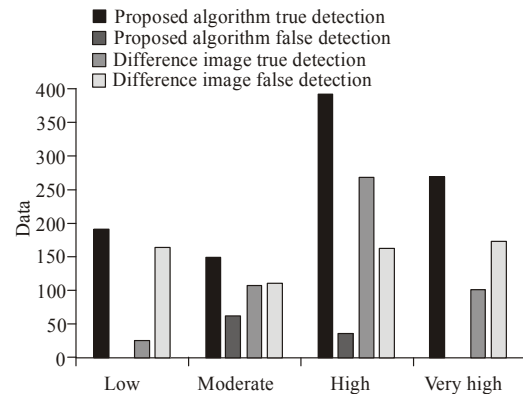 Proposed algorithm true detection
Proposed algorithm false detection
Difference image true detection
Difference image false detection
400
350
300
250
200
150
100
50
0
Data
Low Moderate High Very high